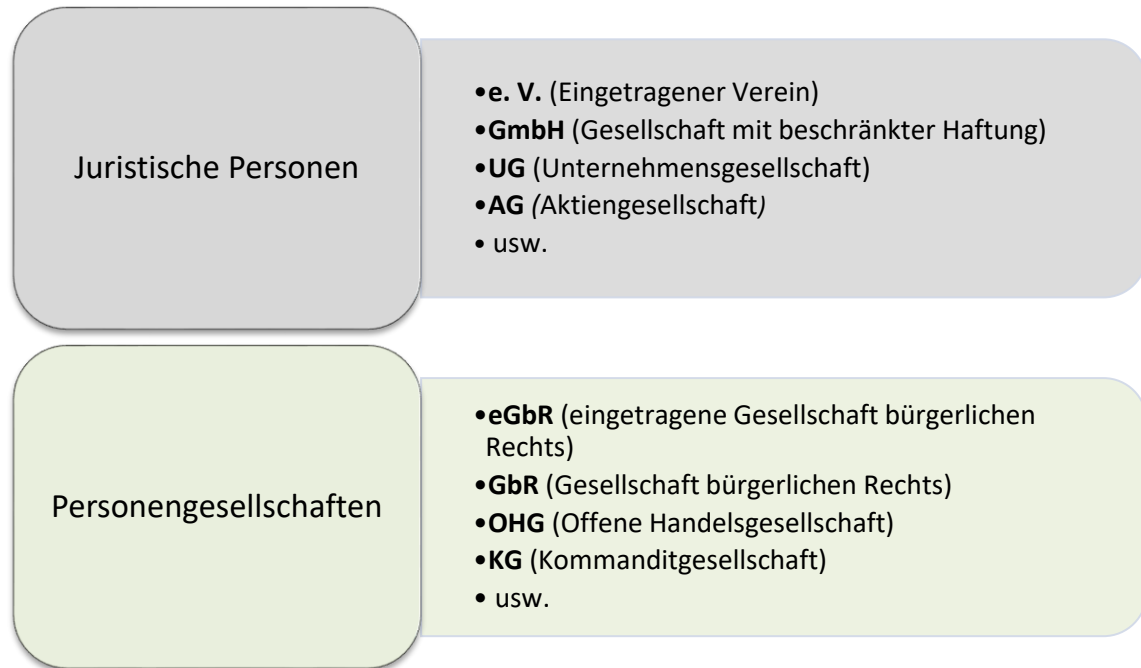 Juristische Personen
•e. V. (Eingetragener Verein)
•GmbH (Gesellschaft mit beschränkter Haftung)
•UG (Unternehmensgesellschaft)
•AG (Aktiengesellschaft)
• usw.
Personengesellschaften
•eGbR (eingetragene Gesellschaft bürgerlichen
Rechts)
•GbR (Gesellschaft bürgerlichen Rechts)
•OHG (Offene Handelsgesellschaft)
•KG (Kommanditgesellschaft)
• usw.